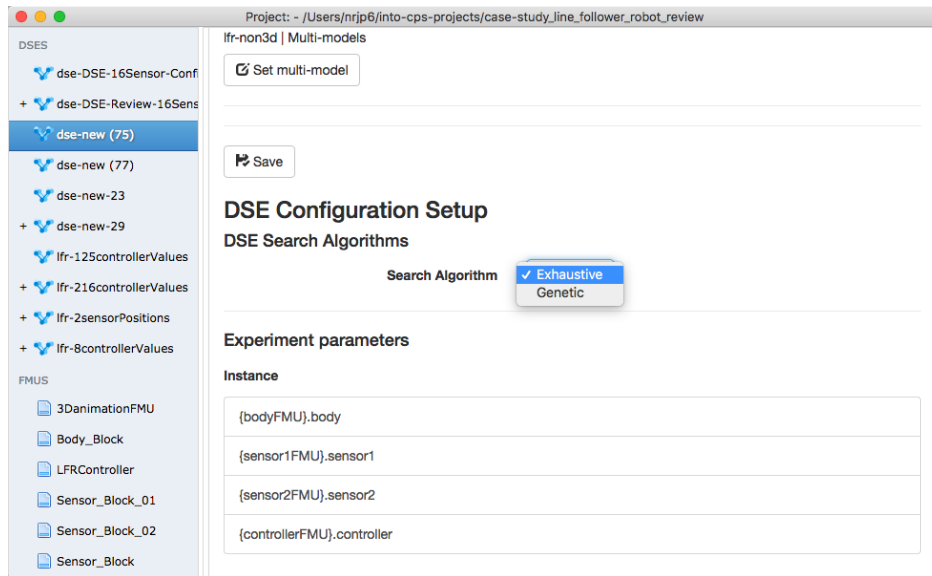 Project: - /Users/nrjp6/into-cps-projects/case-study_line_follower_robot_review
DSES
dse-DSE-16Sensor-Confi
+ dse-DSE-Review-16Sens
dse-new (75)
dse-new (77)
dse-new-23
+ dse-new-29
lfr-125controllerValues
+ lfr-216controllerValues
+ lfr-2sensorPositions
+ lfr-8controllerValues
FMUS
3DanimationFMU
Body_Block
LFRController
Sensor_Block_01
Sensor_Block_02
Sensor_Block
lfr-non3d | Multi-models
Set multi-model
Save
DSE Configuration Setup
DSE Search Algorithms
Search Algorithm
✓ Exhaustive
Genetic
Experiment parameters
Instance
{bodyFMU}.body
{sensor1FMU}.sensor1
{sensor2FMU}.sensor2
{controllerFMU}.controller